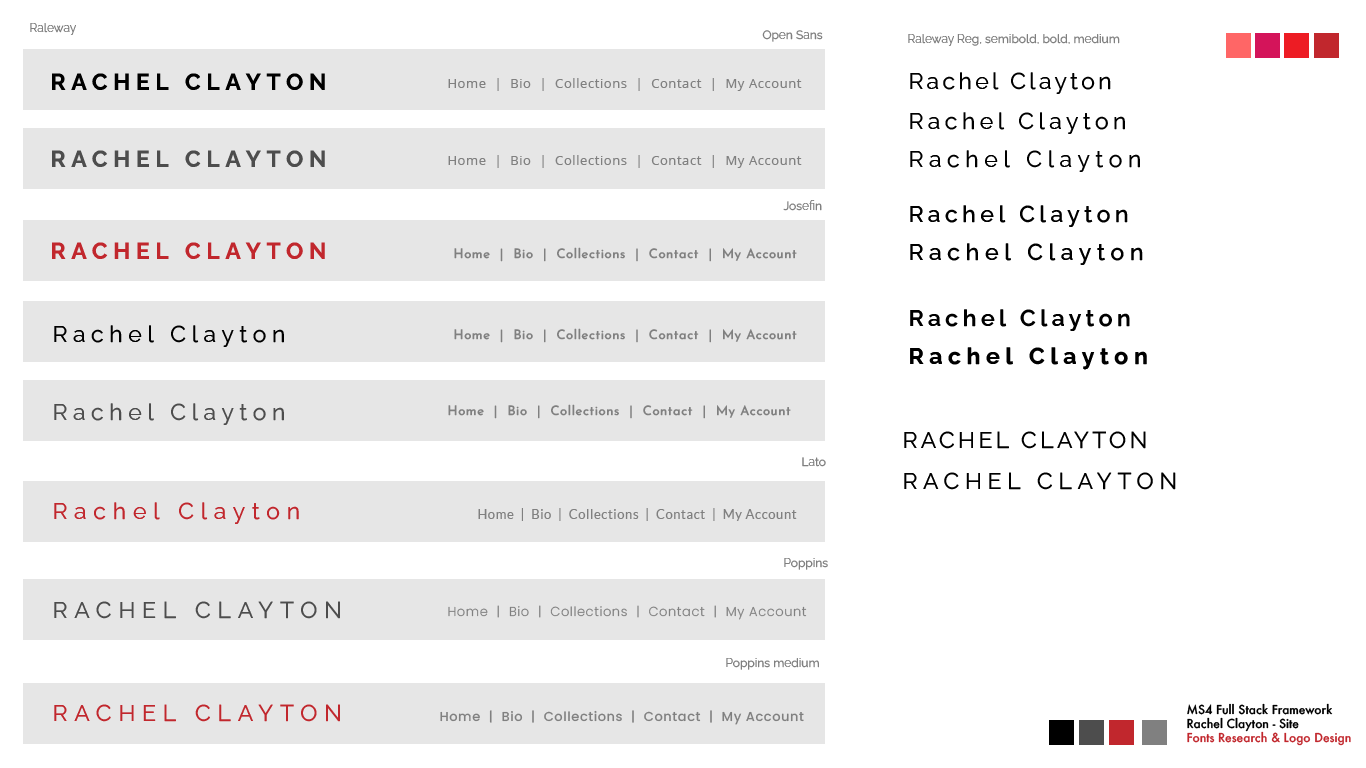 Raleway
Open Sans
RACHEL CLAYTON
Home | Bio | Collections | Contact | My Account
RACHEL CLAYTON
Home | Bio | Collections | Contact | My Account
Josefin
RACHEL CLAYTON
Home | Bio | Collections | Contact | My Account
Rachel Clayton
Home | Bio | Collections | Contact | My Account
Rachel Clayton
Home | Bio | Collections | Contact | My Account
Lato
Rachel Clayton
Home | Bio | Collections | Contact | My Account
Poppins
RACHEL CLAYTON
Home | Bio | Collections | Contact | My Account
Poppins medium
RACHEL CLAYTON
Home | Bio | Collections | Contact | My Account
Raleway Reg, semibold, bold, medium
Rachel Clayton
Rachel Clayton
Rachel Clayton
Rachel Clayton
Rachel Clayton
Rachel Clayton
Rachel Clayton
RACHEL CLAYTON
RACHEL CLAYTON
MS4 Full Stack Framework
Rachel Clayton - Site
Fonts Research & Logo Design